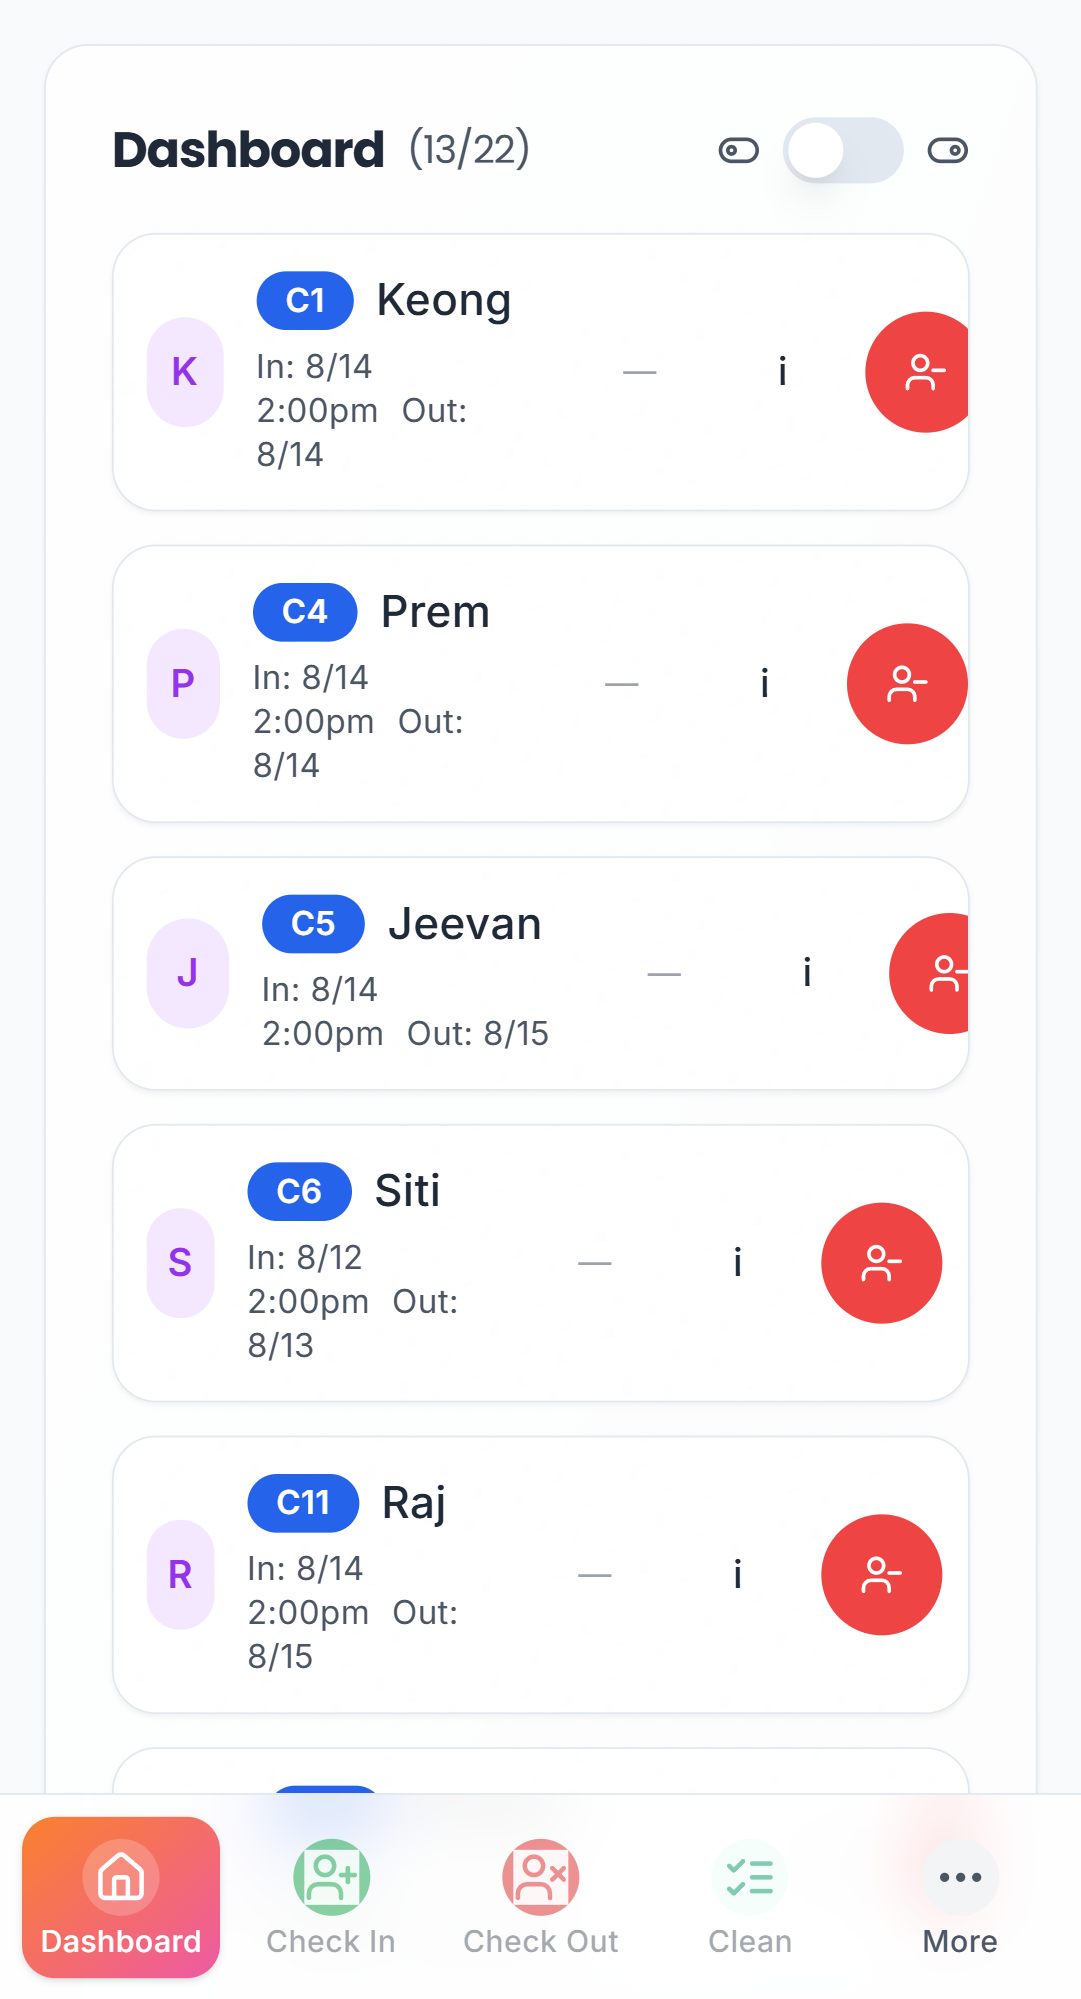 Dashboard (13/22)
C1 Keong
K
In: 8/14
2:00pm Out:
8/14
— i
C4 Prem
P
In: 8/14
2:00pm Out:
8/14
— i
C5 Jeevan
J
In: 8/14
2:00pm Out: 8/15
— i
C6 Siti
S
In: 8/12
2:00pm Out:
8/13
— i
C11 Raj
R
In: 8/14
2:00pm Out:
8/15
— i
Dashboard Check In Check Out Clean More